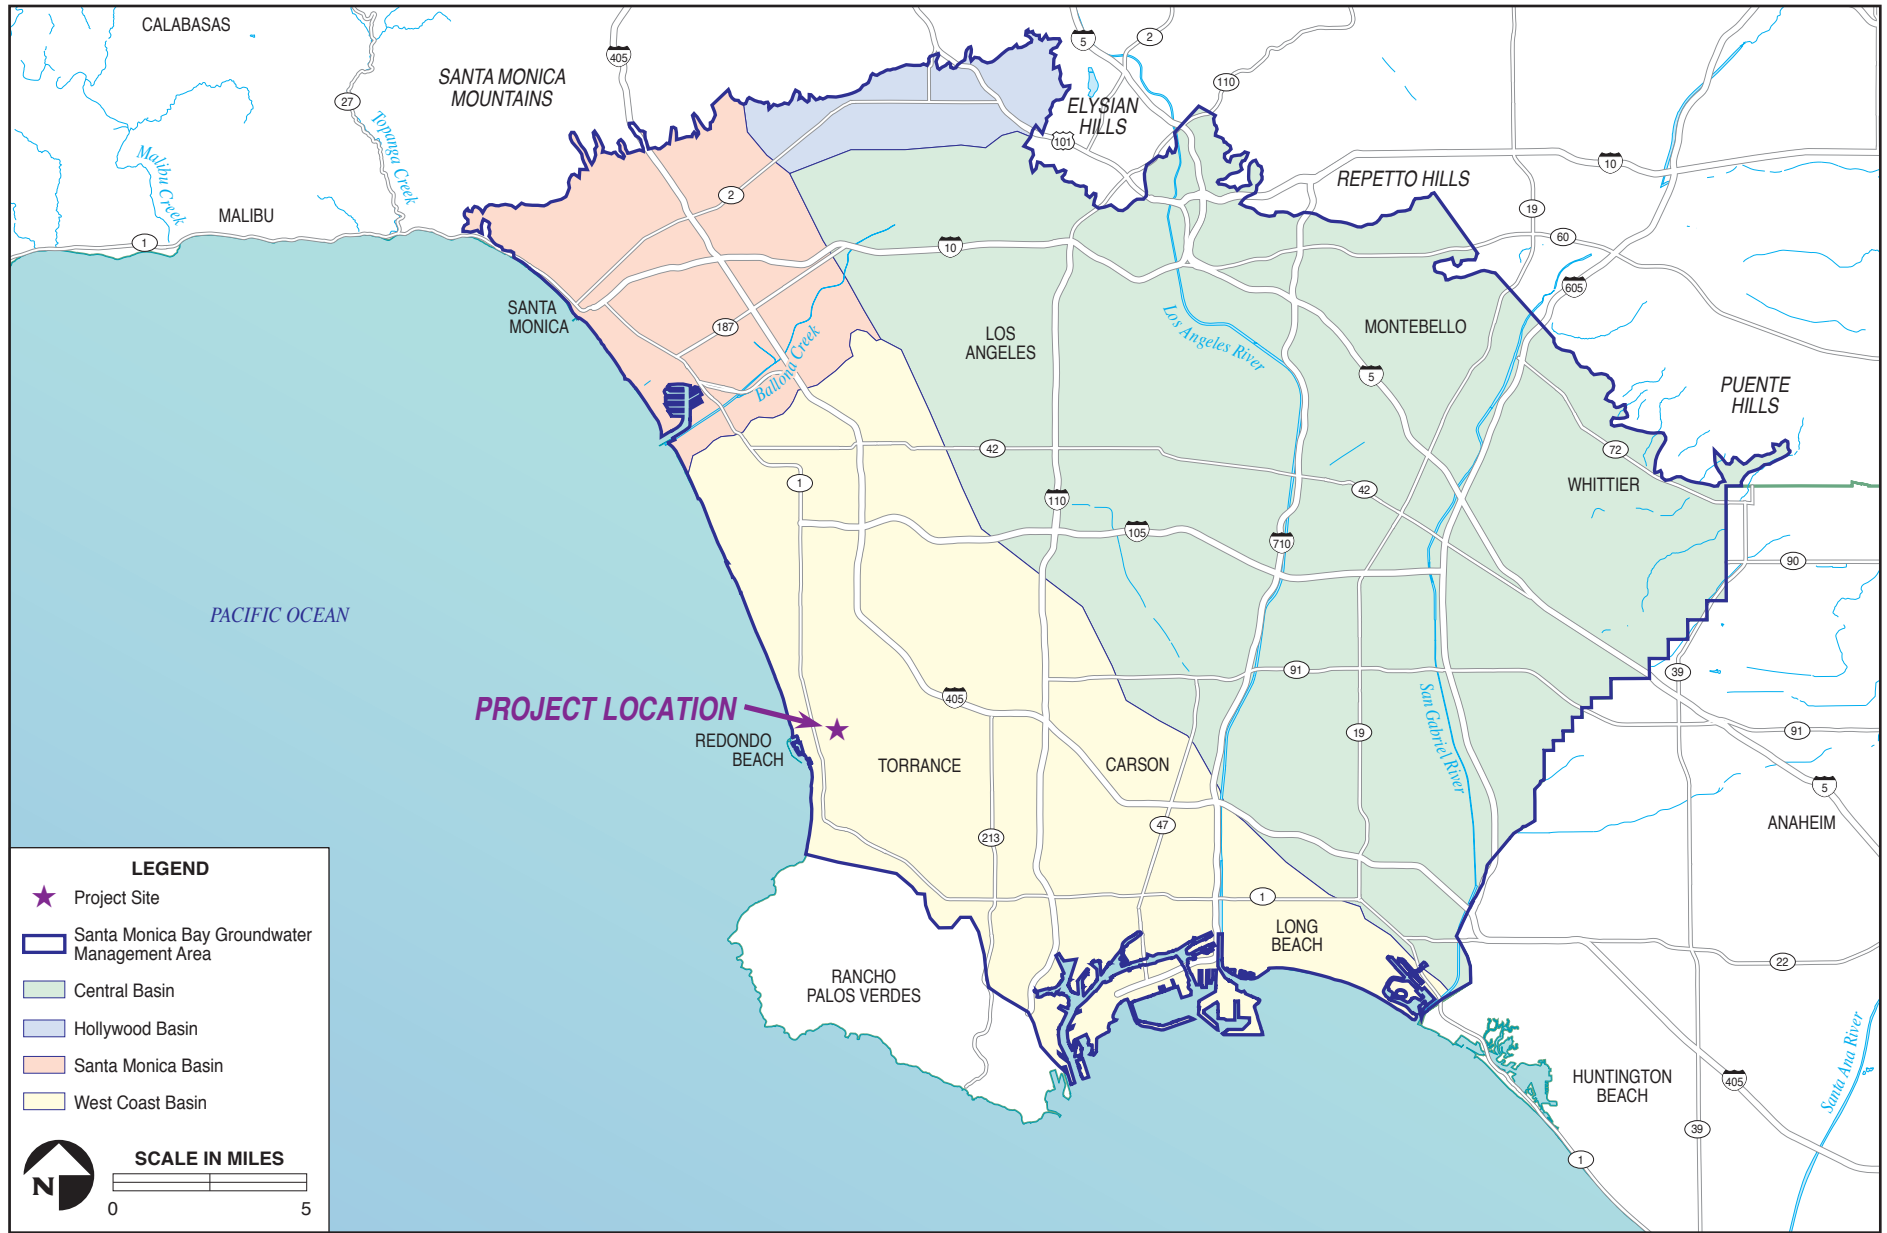 CALABASAS
SANTA MONICA
MOUNTAINS
405
5
2
110
27
Topanga Creek
Malibu Creek
ELYSIAN
HILLS
101
10
REPETTO HILLS
MALIBU
1
2
19
60
10
605
SANTA
MONICA
187
Ballona Creek
LOS
ANGELES
Los Angeles River
MONTEBELLO
5
PUENTE
HILLS
42
72
WHITTIER
1
110
42
105
710
90
PACIFIC OCEAN
91
39
PROJECT LOCATION
405
San Gabriel River
REDONDO
BEACH
TORRANCE
CARSON
19
91
5
ANAHEIM
213
47
1
LONG
BEACH
22
RANCHO
PALOS VERDES
HUNTINGTON
BEACH
405
Santa Ana River
39
1
LEGEND
Project Site
Santa Monica Bay Groundwater
Management Area
Central Basin
Hollywood Basin
Santa Monica Basin
West Coast Basin
N
SCALE IN MILES
0 5